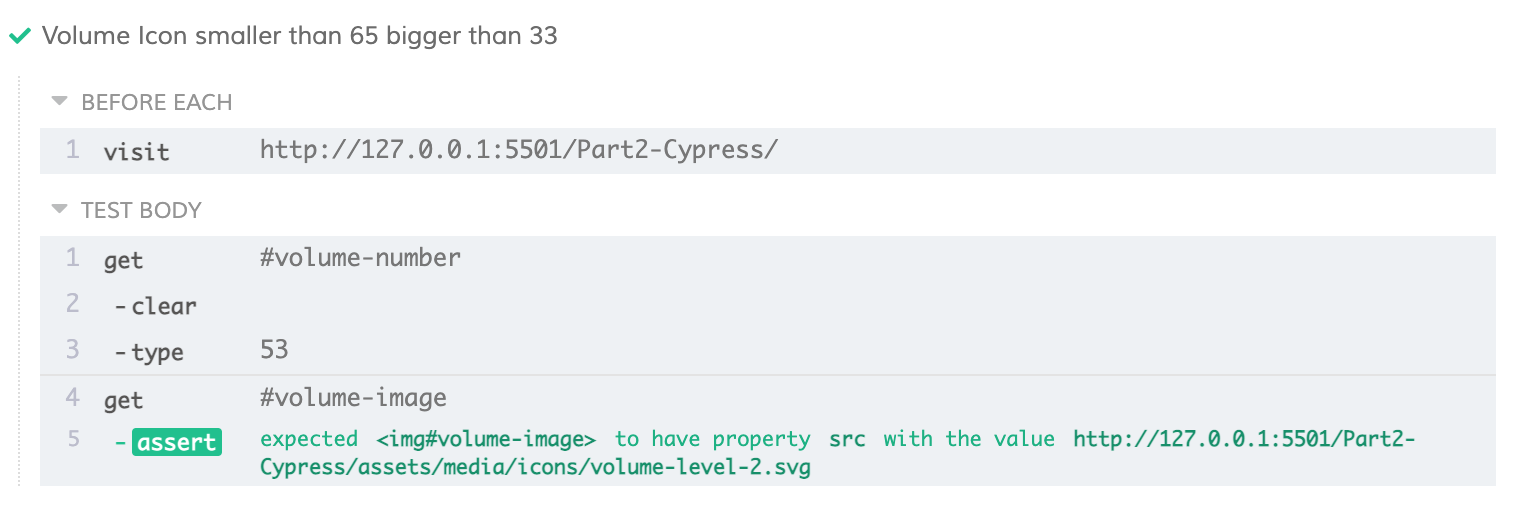 Volume Icon smaller than 65 bigger than 33
BEFORE EACH
1 visit http://127.0.0.1:5501/Part2-Cypress/
TEST BODY
1 get #volume-number
2 -clear
3 -type 53
4 get #volume-image
5 -assert expected <img#volume-image> to have property src with the value http://127.0.0.1:5501/Part2-
Cypress/assets/media/icons/volume-level-2.svg